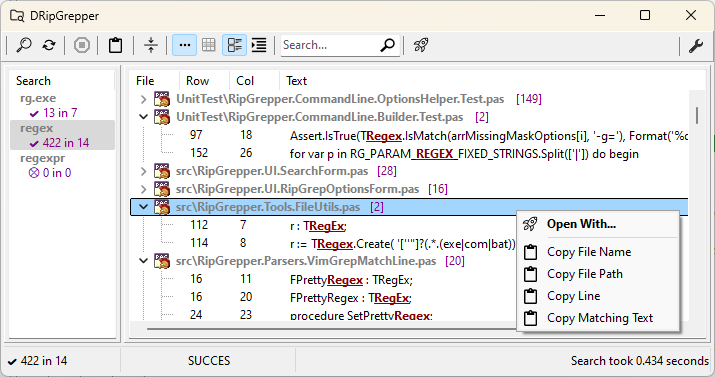 DRipGrepper
Search...
Search
rg.exe
13 in 7
regex
422 in 14
regexpr
0 in 0
File Row Col Text
UnitTest\RipGrepper.CommandLine.OptionsHelper.Test.pas [149]
UnitTest\RipGrepper.CommandLine.Builder.Test.pas [2]
97 18 Assert.IsTrue(TRegex.IsMatch(arrMissingMaskOptions[i], '-g='), Format('%
152 26 for var p in RG_PARAM_REGEX_FIXED_STRINGS.Split(['|']) do begin
src\RipGrepper.UI.SearchForm.pas [28]
src\RipGrepper.UI.RipGrepOptionsForm.pas [16]
src\RipGrepper.Tools.FileUtils.pas [2]
112 7 r : TRegEx;
114 8 r := TRegex.Create( '['"']?(.*.(exe|com|bat))
src\RipGrepper.Parsers.VimGrepMatchLine.pas [20]
16 11 FPrettyRegex : TRegEx;
16 20 FPrettyRegex : TRegEx;
24 23 procedure SetPrettyRegex;
Open With...
Copy File Name
Copy File Path
Copy Line
Copy Matching Text
422 in 14 SUCCES Search took 0.434 seconds